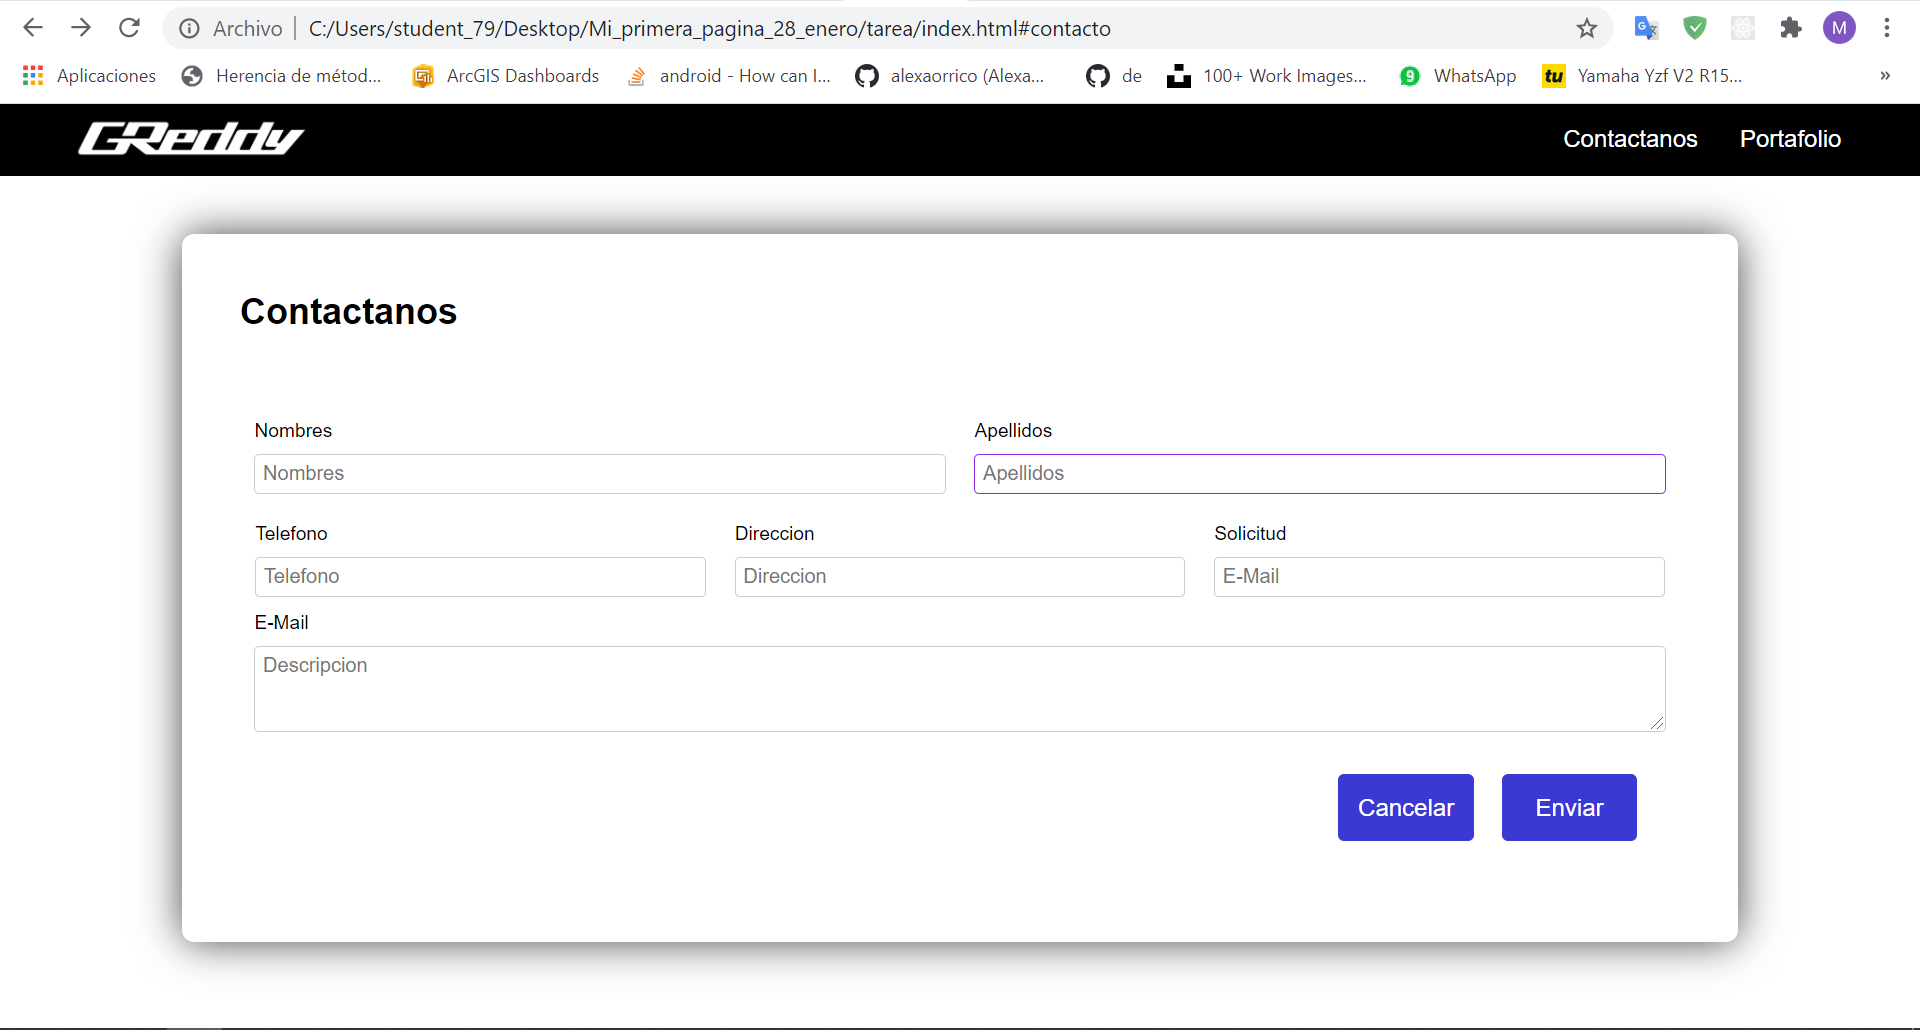 Archivo C:/Users/student_79/Desktop/Mi_primera_pagina_28_enero/tarea/index.html#contacto M
Aplicaciones Herencia de métod... ArcGIS Dashboards android - How can I... alexaorrico (Alexa... de 100+ Work Images... 9 WhatsApp tu Yamaha Yzf V2 R15... »
GReddy Contactanos Portafolio
Contactanos
Nombres Apellidos
Nombres Apellidos
Telefono Direccion Solicitud
Telefono Direccion E-Mail
E-Mail
Descripcion
Cancelar Enviar